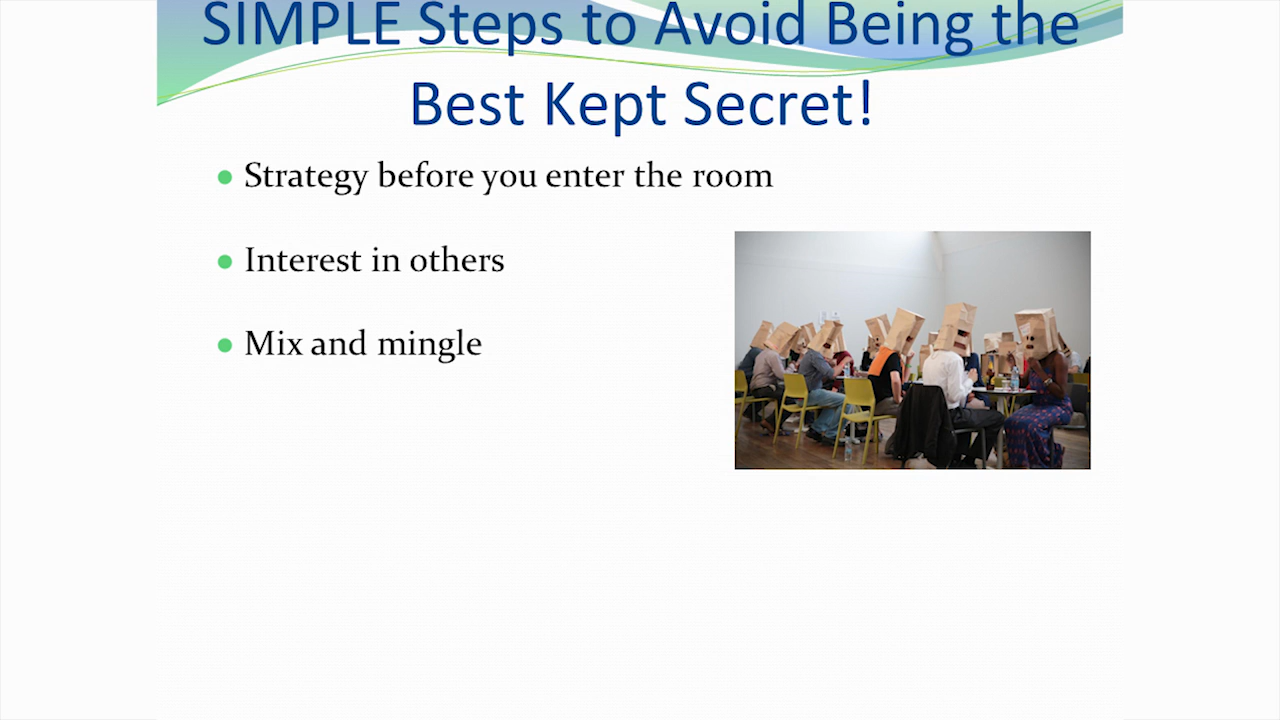 SIMPLE Steps to Avoid Being the
Best Kept Secret!
Strategy before you enter the room
Interest in others
Mix and mingle